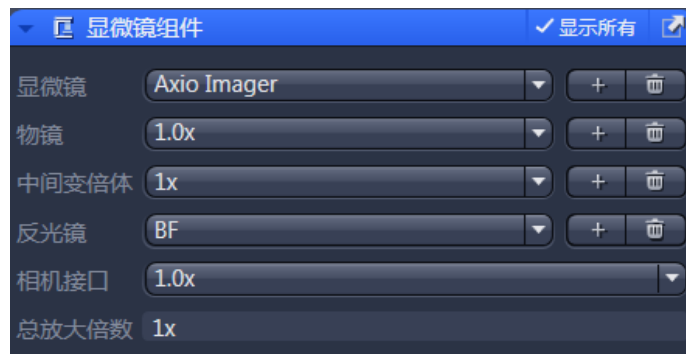 显微镜组件 显示所有
显微镜 Axio Imager +
物镜 1.0x +
中间变倍体 1x +
反光镜 BF +
相机接口 1.0x
总放大倍数 1x